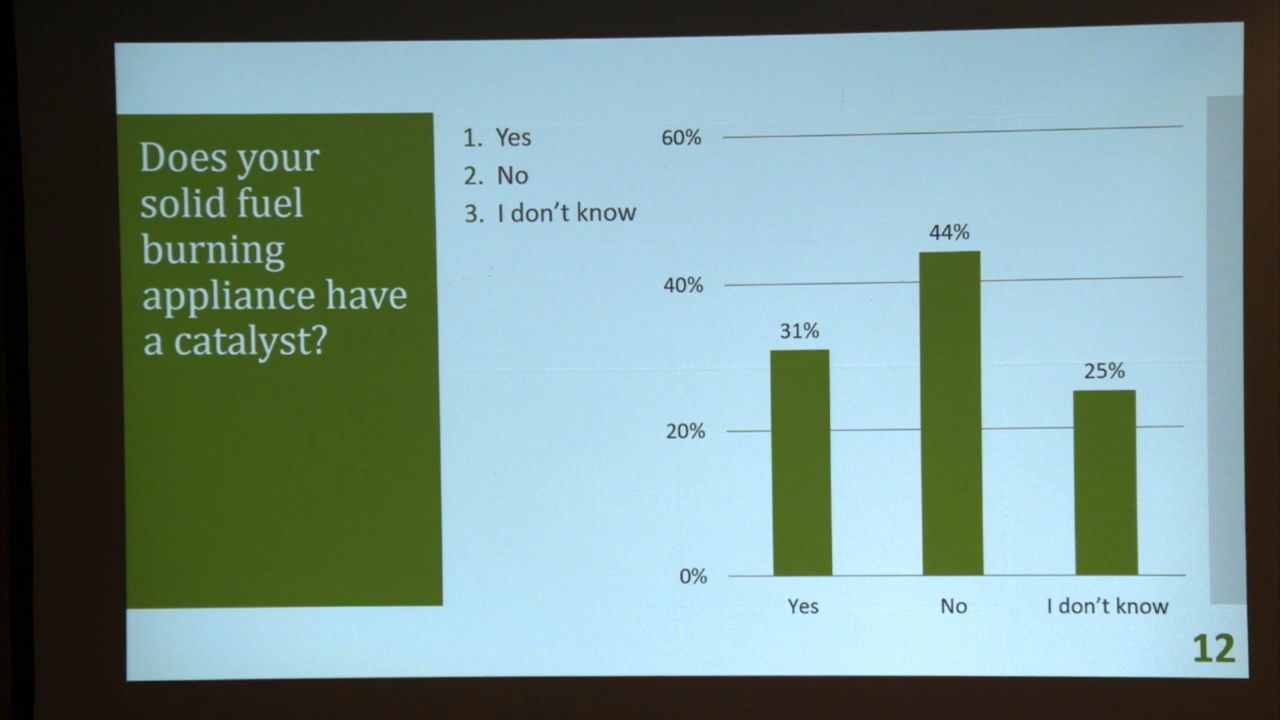 Does your
solid fuel
burning
appliance have
a catalyst?
1. Yes
2. No
3. I don't know
60%
40%
20%
0%
31%
44%
25%
Yes
No
I don't know
12